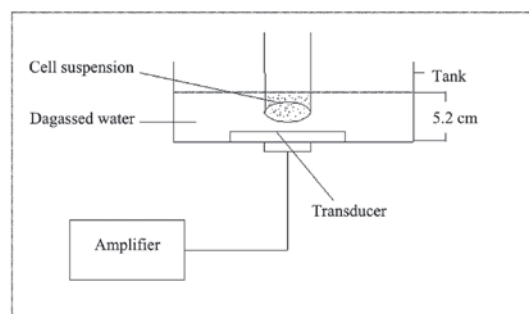 Cell suspension
Tank
Dagassed water
5.2 cm
Transducer
Amplifier